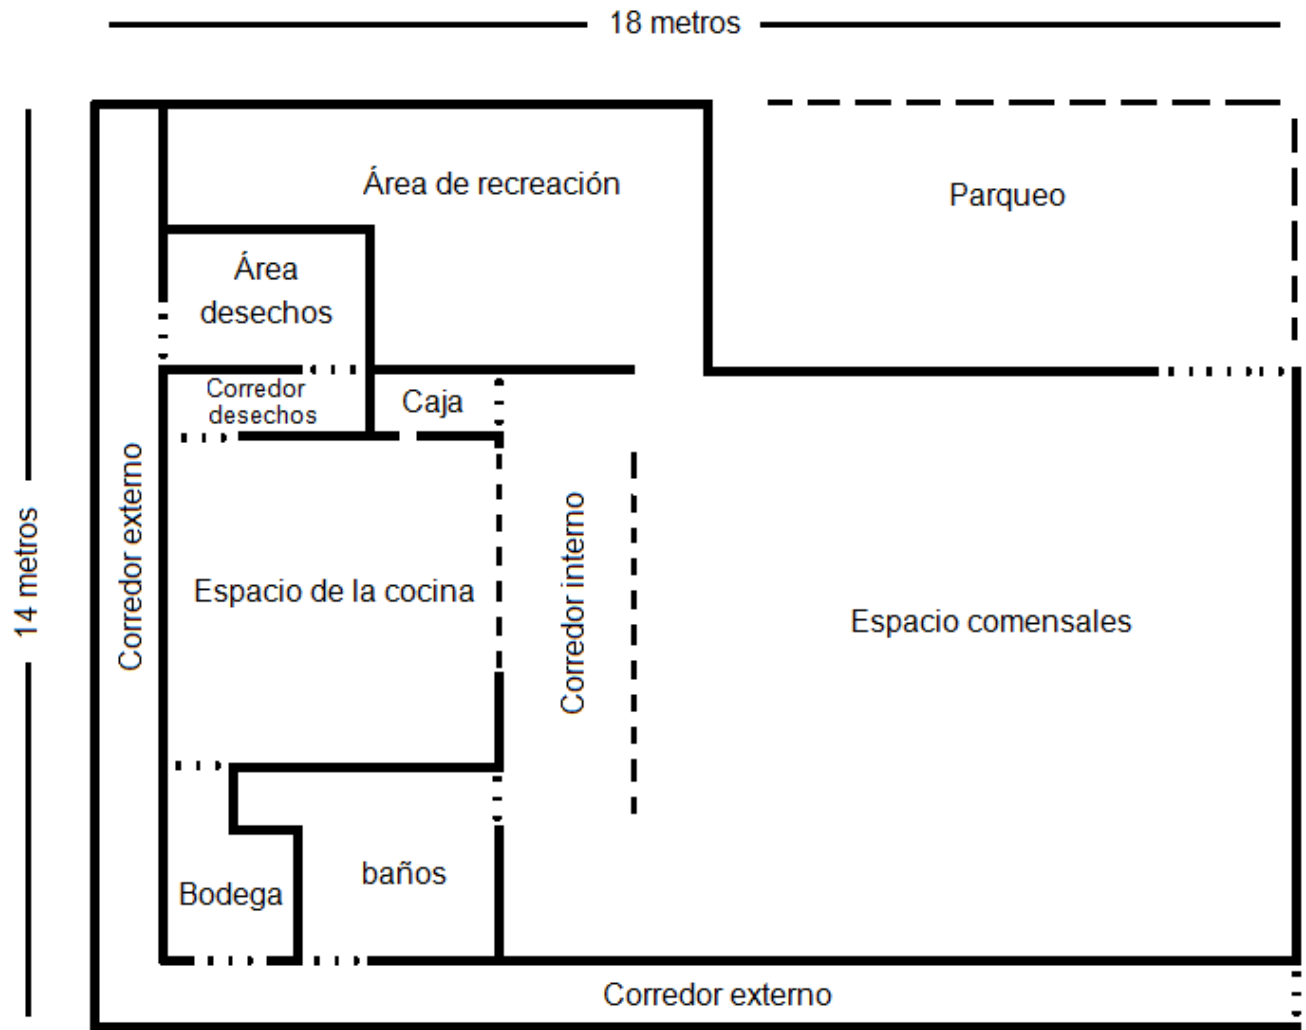 18 metros
Área de recreación
Parqueo
Área
desechos
Corredor
desechos
Caja
Corredor externo
14 metros
Corredor interno
Espacio de la cocina
Espacio comensales
baños
Bodega
Corredor externo